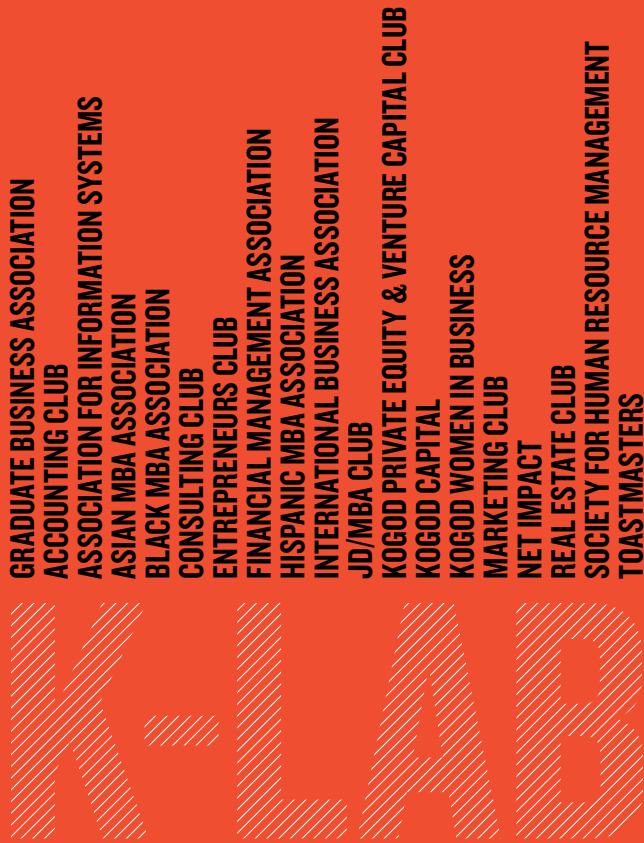 GRADUATE BUSINESS ASSOCIATION
ACCOUNTING CLUB
ASSOCIATION FOR INFORMATION SYSTEMS
ASIAN MBA ASSOCIATION
BLACK MBA ASSOCIATION
CONSULTING CLUB
ENTREPRENEURS CLUB
FINANCIAL MANAGEMENT ASSOCIATION
HISPANIC MBA ASSOCIATION
INTERNATIONAL BUSINESS ASSOCIATION
JD/MBA CLUB
KOGOD PRIVATE EQUITY & VENTURE CAPITAL CLUB
KOGOD CAPITAL
KOGOD WOMEN IN BUSINESS
MARKETING CLUB
NET IMPACT
REAL ESTATE CLUB
SOCIETY FOR HUMAN RESOURCE MANAGEMENT
TOASTMASTERS
K-LAB